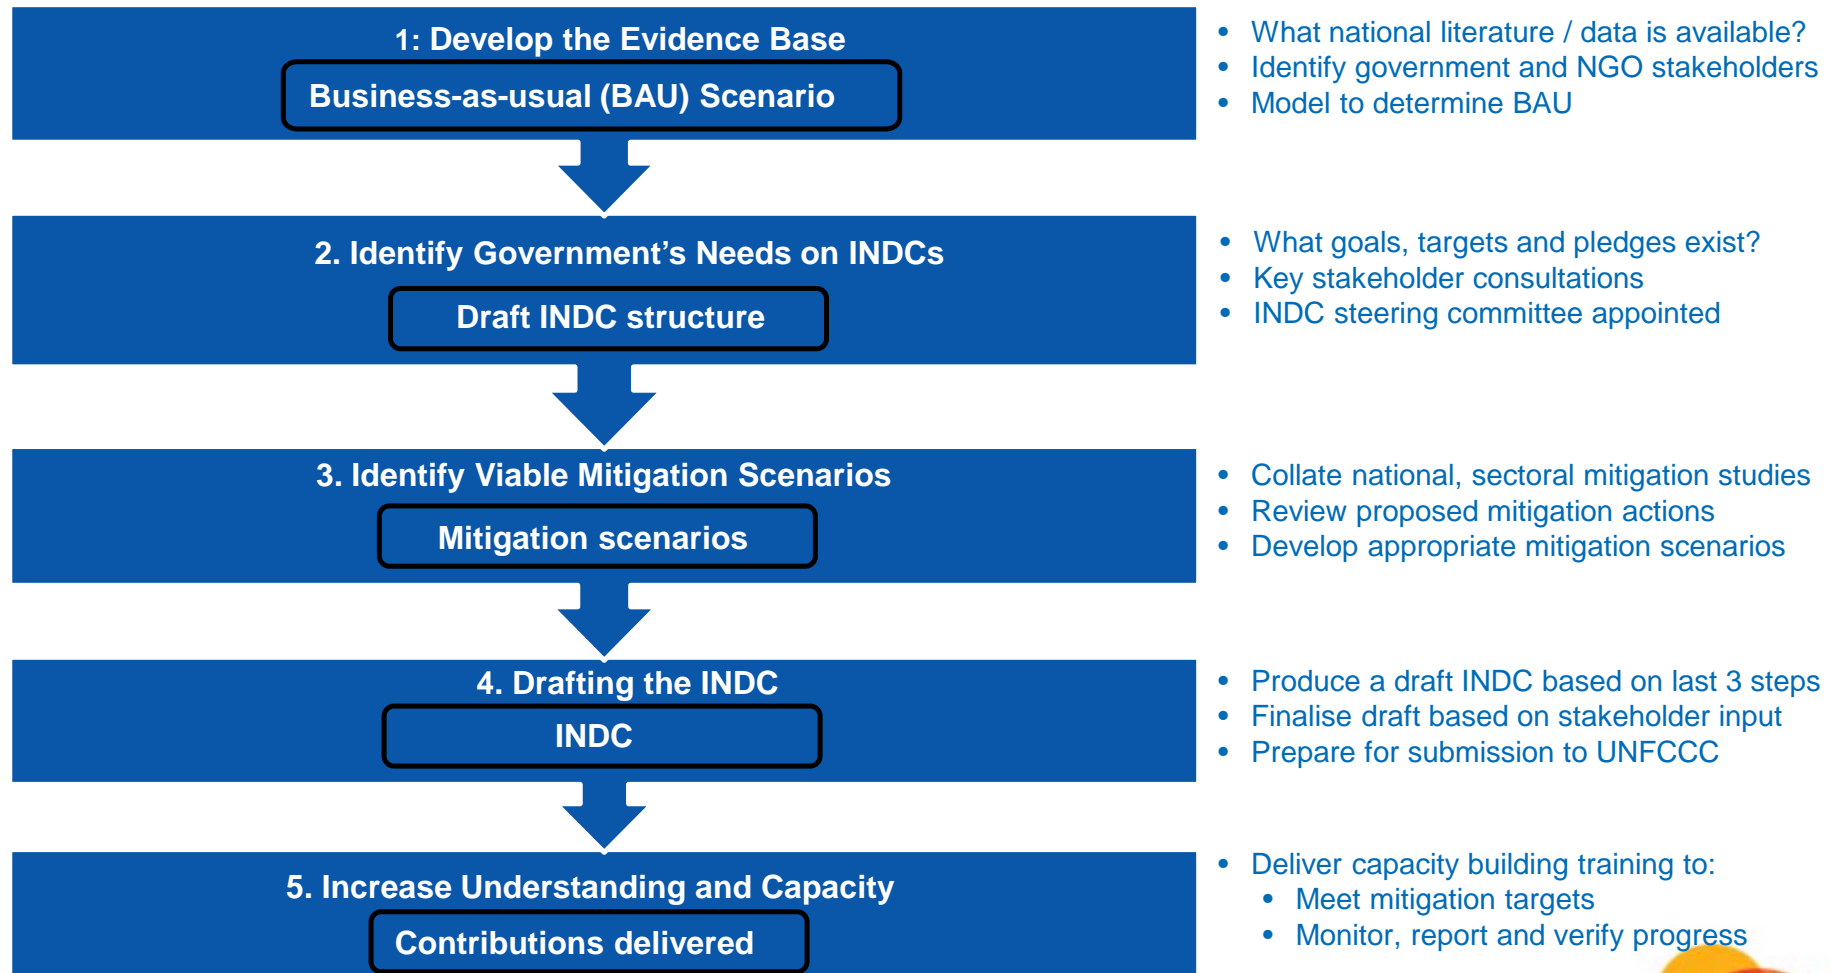 1: Develop the Evidence Base
Business-as-usual (BAU) Scenario
• What national literature / data is available?
• Identify government and NGO stakeholders
• Model to determine BAU
2. Identify Government’s Needs on INDCs
Draft INDC structure
• What goals, targets and pledges exist?
• Key stakeholder consultations
• INDC steering committee appointed
3. Identify Viable Mitigation Scenarios
Mitigation scenarios
• Collate national, sectoral mitigation studies
• Review proposed mitigation actions
• Develop appropriate mitigation scenarios
4. Drafting the INDC
INDC
• Produce a draft INDC based on last 3 steps
• Finalise draft based on stakeholder input
• Prepare for submission to UNFCCC
5. Increase Understanding and Capacity
Contributions delivered
• Deliver capacity building training to:
• Meet mitigation targets
• Monitor, report and verify progress